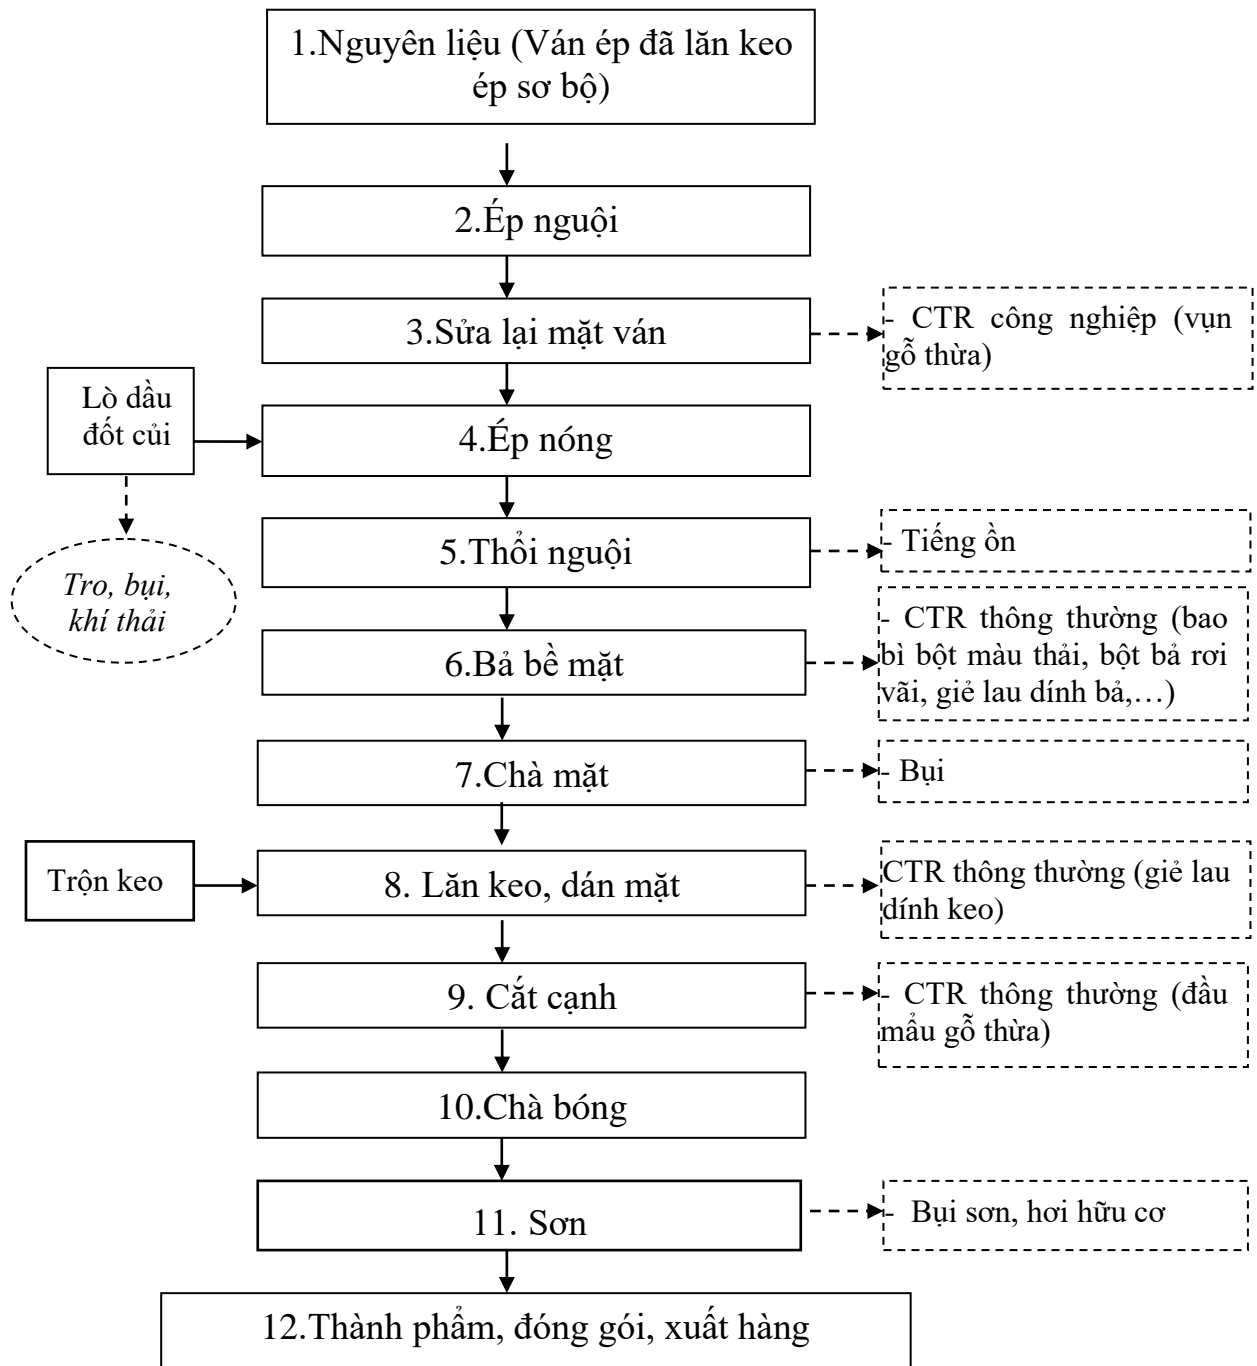 1.Nguyên liệu (Ván ép đã lăn keo
ép sơ bộ)
2.Ép nguội
3.Sửa lại mặt ván
- CTR công nghiệp (vụn
gỗ thừa)
Lò dầu
đốt củi
4.Ép nóng
5.Thổi nguội
- Tiếng ồn
Tro, bụi,
khí thải
6.Bả bề mặt
- CTR thông thường (bao
bì bột màu thải, bột bả rơi
vãi, giẻ lau dính bả,…)
7.Chà mặt
- Bụi
Trộn keo
8. Lăn keo, dán mặt
CTR thông thường (giẻ lau
dính keo)
9. Cắt cạnh
- CTR thông thường (đầu
mẩu gỗ thừa)
10.Chà bóng
11. Sơn
- Bụi sơn, hơi hữu cơ
12.Thành phẩm, đóng gói, xuất hàng